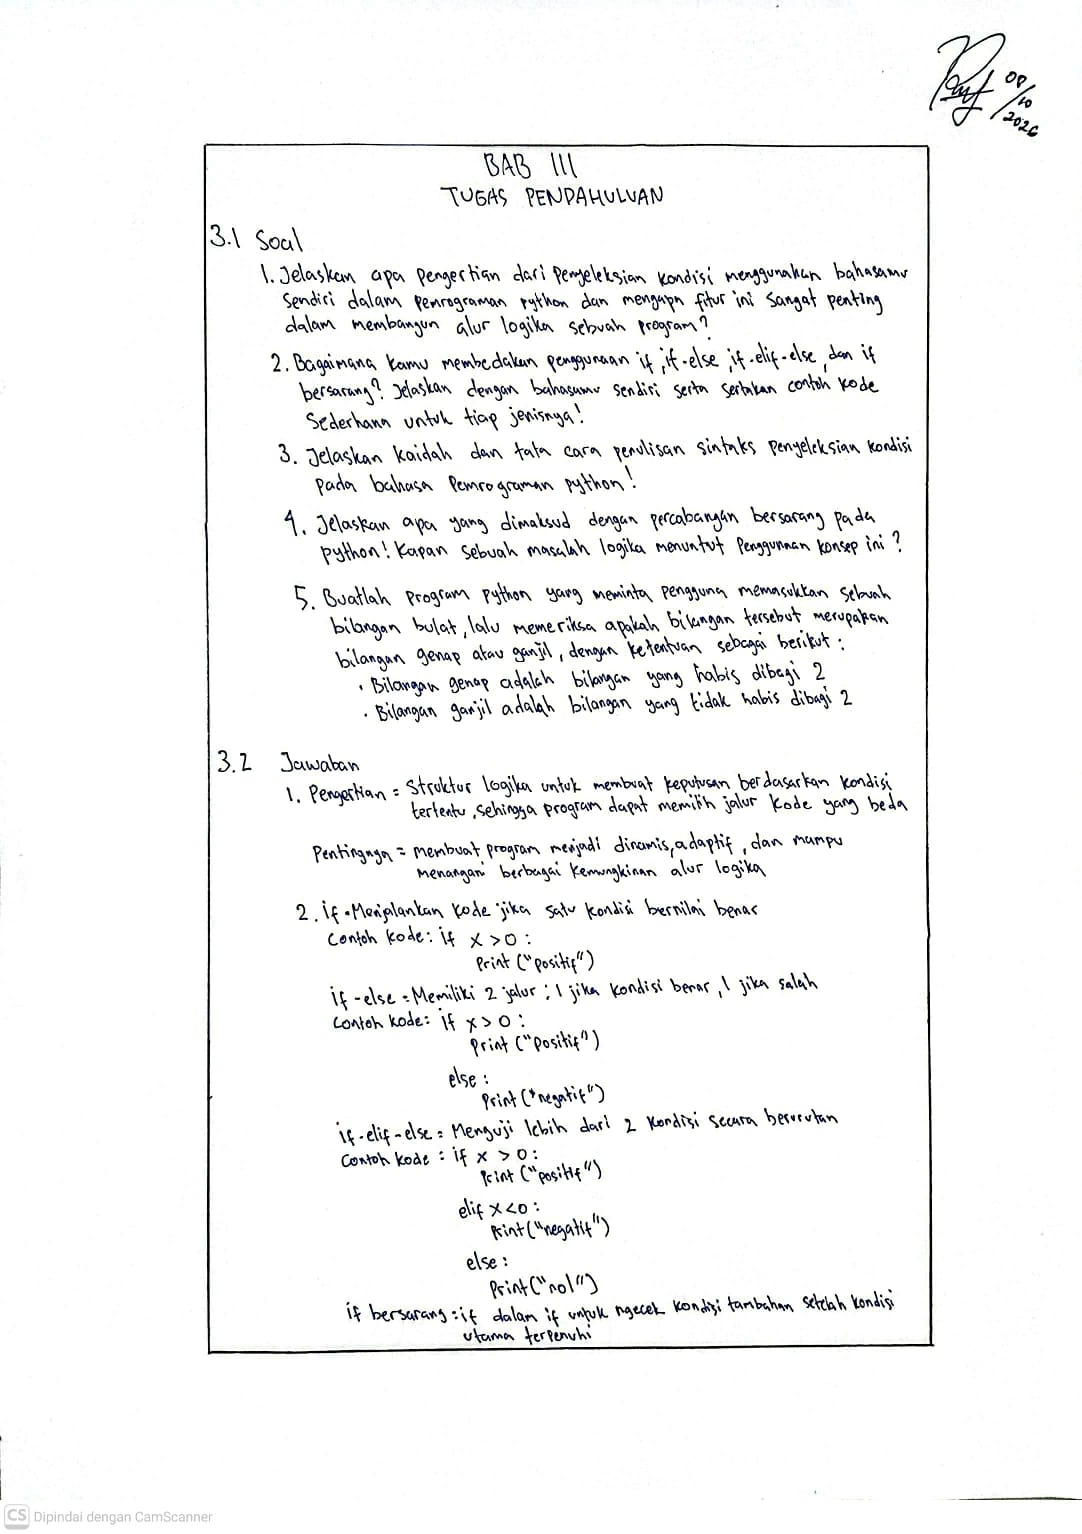 08/10
2026
BAB III
TUGAS PENDAHULUAN
3.1 Soal
1. Jelaskan apa pengertian dari Penyeleksian kondisi menggunakan bahasamu
sendiri dalam pemrograman python dan mengapa fitur ini sangat penting
dalam membangun alur logika sebuah program?
2. Bagaimana kamu membedakan penggunaan if, if-else, if-elif-else, dan if
bersarang? Jelaskan dengan bahasamu sendiri serta sertakan contoh kode
Sederhana untuk tiap jenisnya!
3. Jelaskan kaidah dan tata cara penulisan sintaks penyeleksian kondisi
pada bahasa pemrograman python!
4. Jelaskan apa yang dimaksud dengan percabangan bersarang pada
python! Kapan sebuah masalah logika menuntut penggunaan konsep ini?
5. Buatlah program python yang meminta pengguna memasukkan sebuah
bilangan bulat, lalu memeriksa apakah bilangan tersebut merupakan
bilangan genap atau ganjil, dengan ketentuan sebagai berikut:
• Bilangan genap adalah bilangan yang habis dibagi 2
• Bilangan ganjil adalah bilangan yang tidak habis dibagi 2
3.2 Jawaban
1. Pengertian = Struktur logika untuk membuat keputusan berdasarkan kondisi
tertentu, sehingga program dapat memilih jalur kode yang beda
Pentingnya = membuat program menjadi dinamis, adaptif, dan mampu
menangani berbagai kemungkinan alur logika
2. if = Menjalankan kode jika satu kondisi bernilai benar
Contoh kode: if x > 0:
Print ("positif")
if-else = Memiliki 2 jalur: 1 jika kondisi benar, 1 jika salah
Contoh kode: if x > 0:
Print ("positif")
else:
Print ("negatif")
if-elif-else = Menguji lebih dari 2 kondisi secara berurutan
Contoh kode: if x > 0:
Print ("positif")
elif x < 0:
Print ("negatif")
else:
Print ("nol")
if bersarang: if dalam if untuk ngecek kondisi tambahan setelah kondisi
utama terpenuhi
CS Dipindai dengan CamScanner